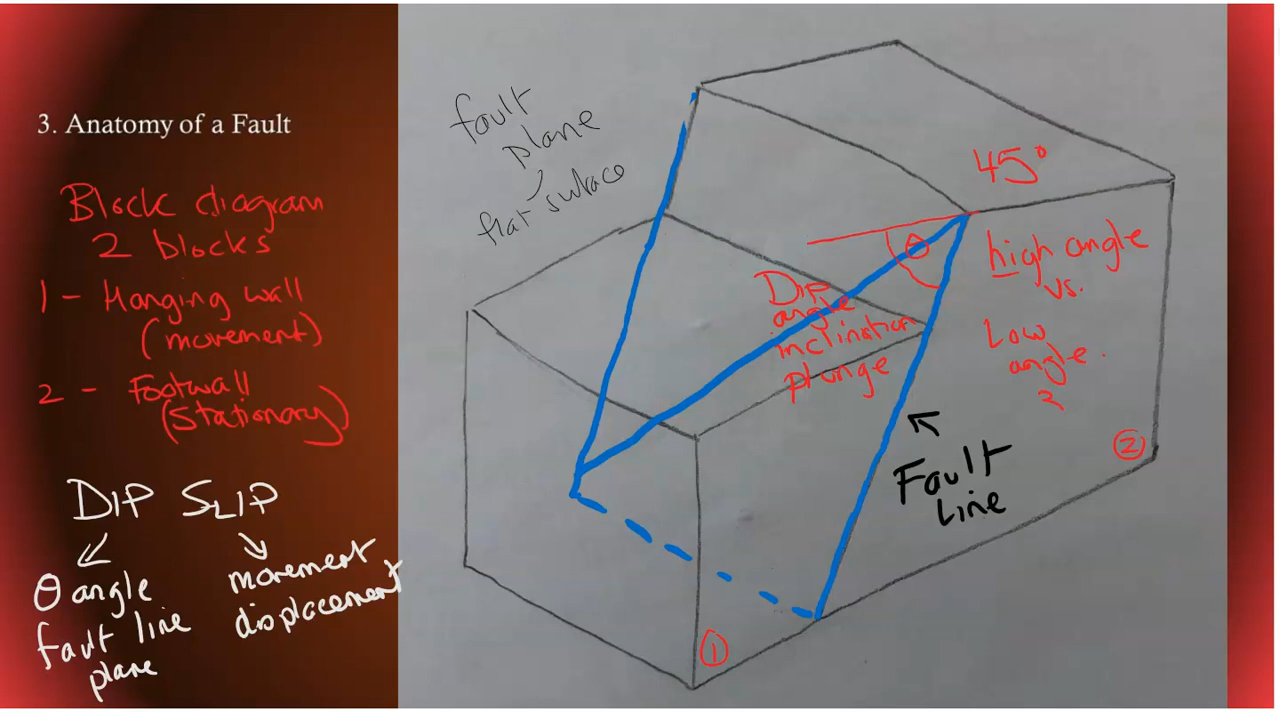 3. Anatomy of a Fault
Block diagram
2 blocks
1 - Hanging wall
(movement)
2 - Footwall
(stationary)
DIP SLIP
θ angle
fault line
plane
movement
displacement
fault
plane
flat surface
45°
θ
high angle
vs.
Low
angle.
?
Dip
angle
inclination
plunge
Fault
Line
①
②